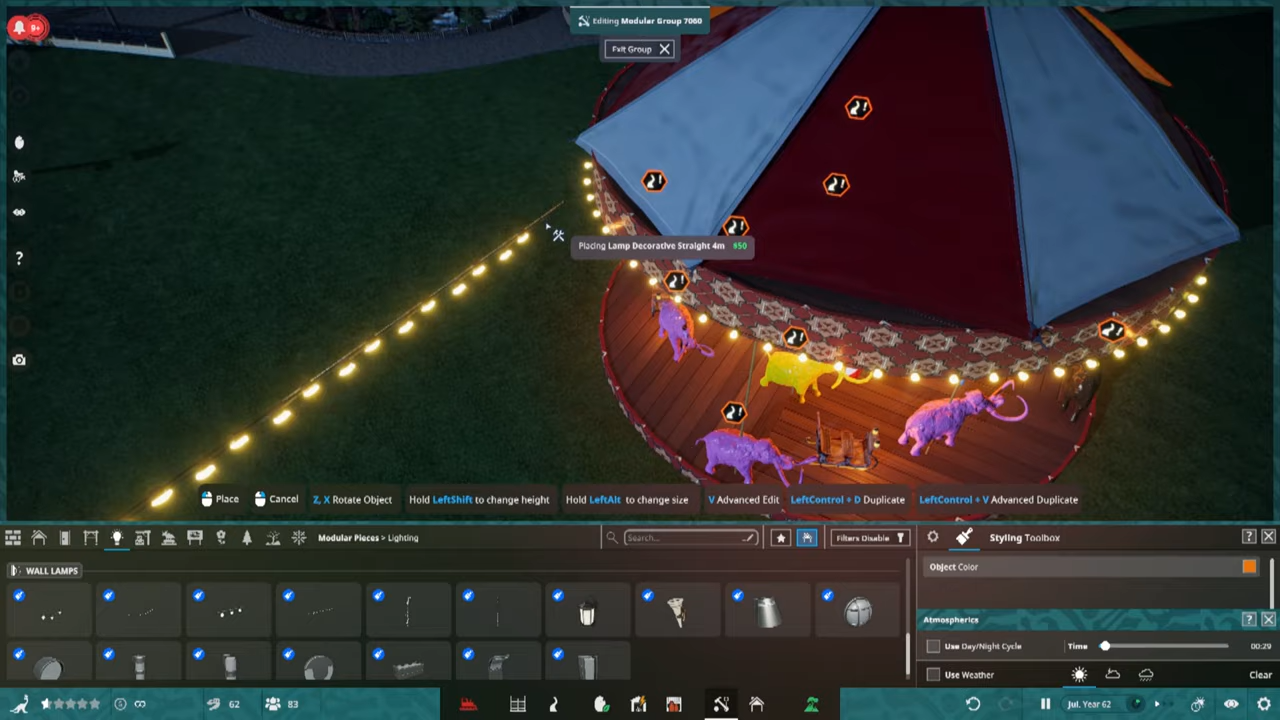 9+
Editing Modular Group 7060
Exit Group
?
Placing Lamp Decorative Straight 4m $50
Place
Cancel
Z, X Rotate Object
Hold LeftShift to change height
Hold LeftAlt to change size
V Advanced Edit
LeftControl + D Duplicate
LeftControl + V Advanced Duplicate
Modular Pieces > Lighting
Search...
Filters Disable
Styling Toolbox
?
WALL LAMPS
Object Color
Atmospherics
?
Use Day/Night Cycle
Time
00:29
Use Weather
Clear
62
83
Jul. Year 62